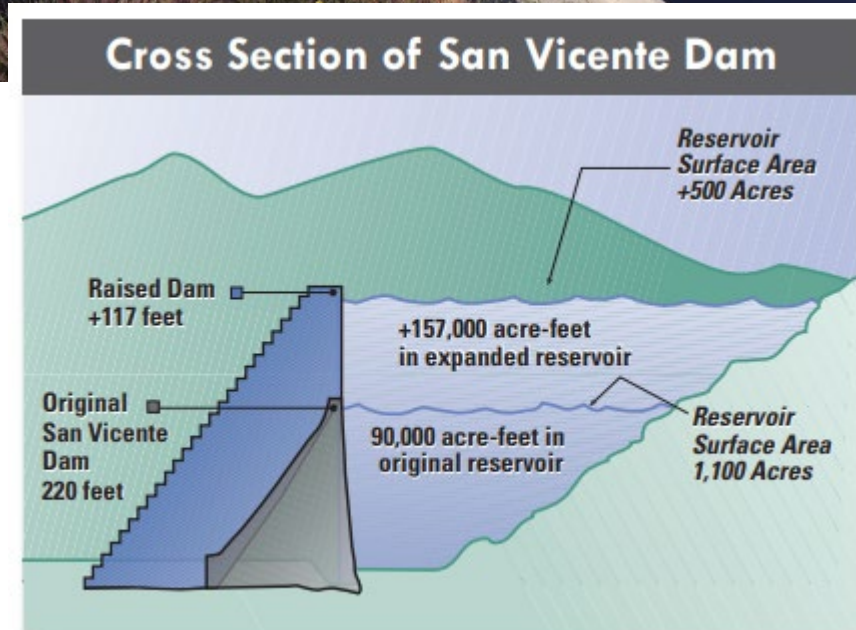 Cross Section of San Vicente Dam
Reservoir
Surface Area
+500 Acres
Raised Dam
+117 feet
+157,000 acre-feet
in expanded reservoir
Original
San Vicente
Dam
220 feet
90,000 acre-feet in
original reservoir
Reservoir
Surface Area
1,100 Acres